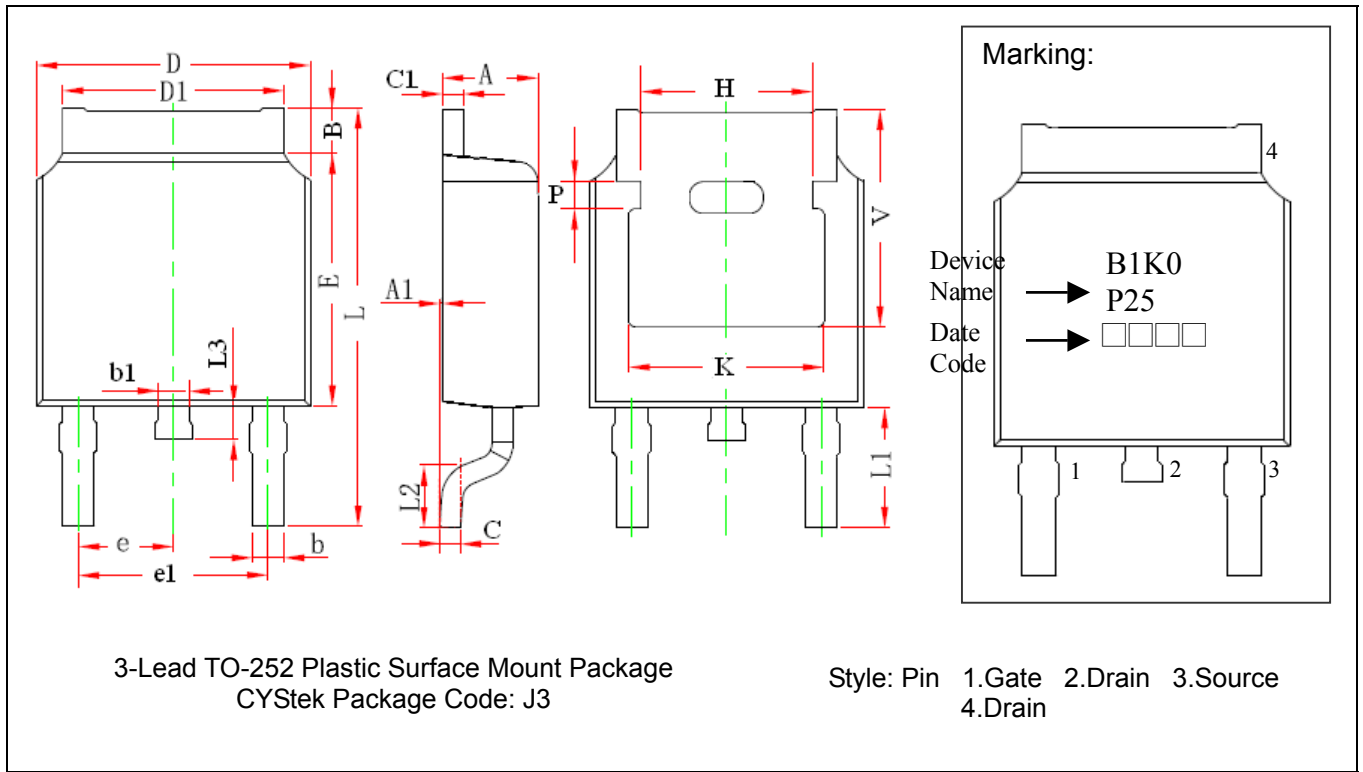 D
D1
B
E
L
L3
b1
e
e1
b
C1
A
A1
L2
C
H
P
V
K
L1
Marking:
4
Device
Name
B1K0
P25
Date
Code
□□□□
1
2
3
3-Lead TO-252 Plastic Surface Mount Package
CYStek Package Code: J3
Style: Pin 1.Gate 2.Drain 3.Source
4.Drain